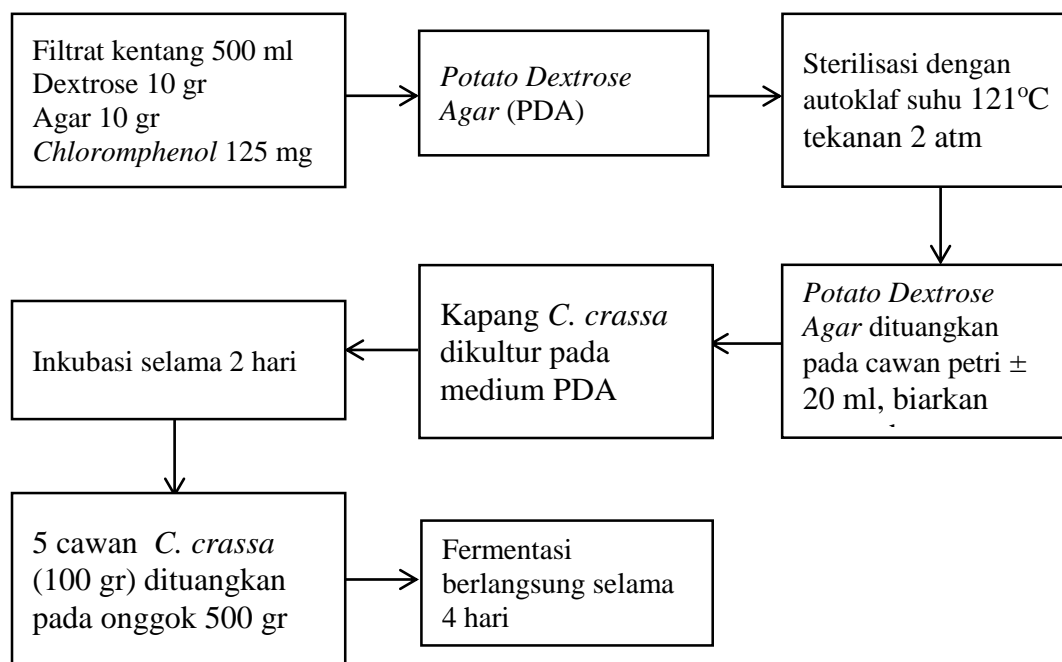 Filtrat kentang 500 ml
Dextrose 10 gr
Agar 10 gr
Chloromphenol 125 mg
Potato Dextrose
Agar (PDA)
Sterilisasi dengan
autoklaf suhu 121°C
tekanan 2 atm
Potato Dextrose
Agar dituangkan
pada cawan petri ±
20 ml, biarkan
Kapang C. crassa
dikultur pada
medium PDA
Inkubasi selama 2 hari
5 cawan C. crassa
(100 gr) dituangkan
pada onggok 500 gr
Fermentasi
berlangsung selama
4 hari